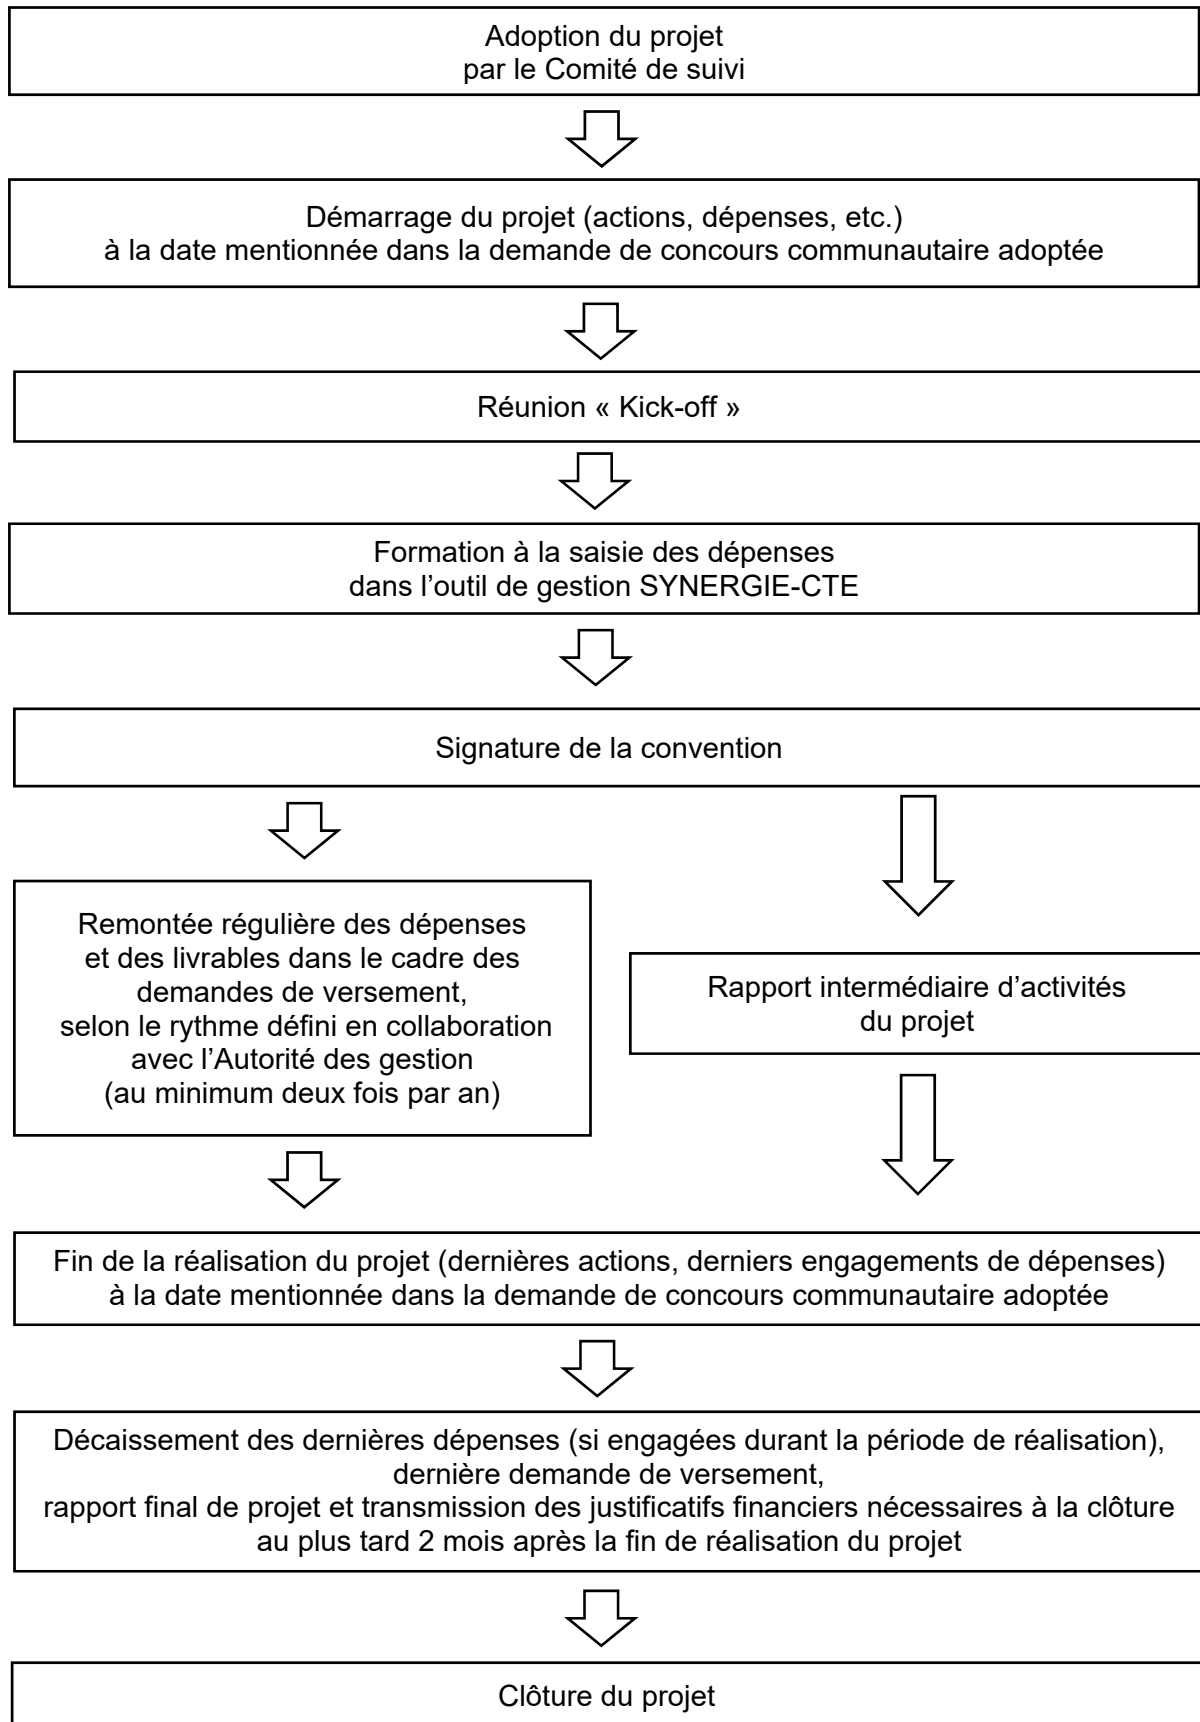 Adoption du projet
par le Comité de suivi
Démarrage du projet (actions, dépenses, etc.)
à la date mentionnée dans la demande de concours communautaire adoptée
Réunion « Kick-off »
Formation à la saisie des dépenses
dans l’outil de gestion SYNERGIE-CTE
Signature de la convention
Remontée régulière des dépenses
et des livrables dans le cadre des
demandes de versement,
selon le rythme défini en collaboration
avec l’Autorité des gestion
(au minimum deux fois par an)
Rapport intermédiaire d’activités
du projet
Fin de la réalisation du projet (dernières actions, derniers engagements de dépenses)
à la date mentionnée dans la demande de concours communautaire adoptée
Décaissement des dernières dépenses (si engagées durant la période de réalisation),
dernière demande de versement,
rapport final de projet et transmission des justificatifs financiers nécessaires à la clôture
au plus tard 2 mois après la fin de réalisation du projet
Clôture du projet